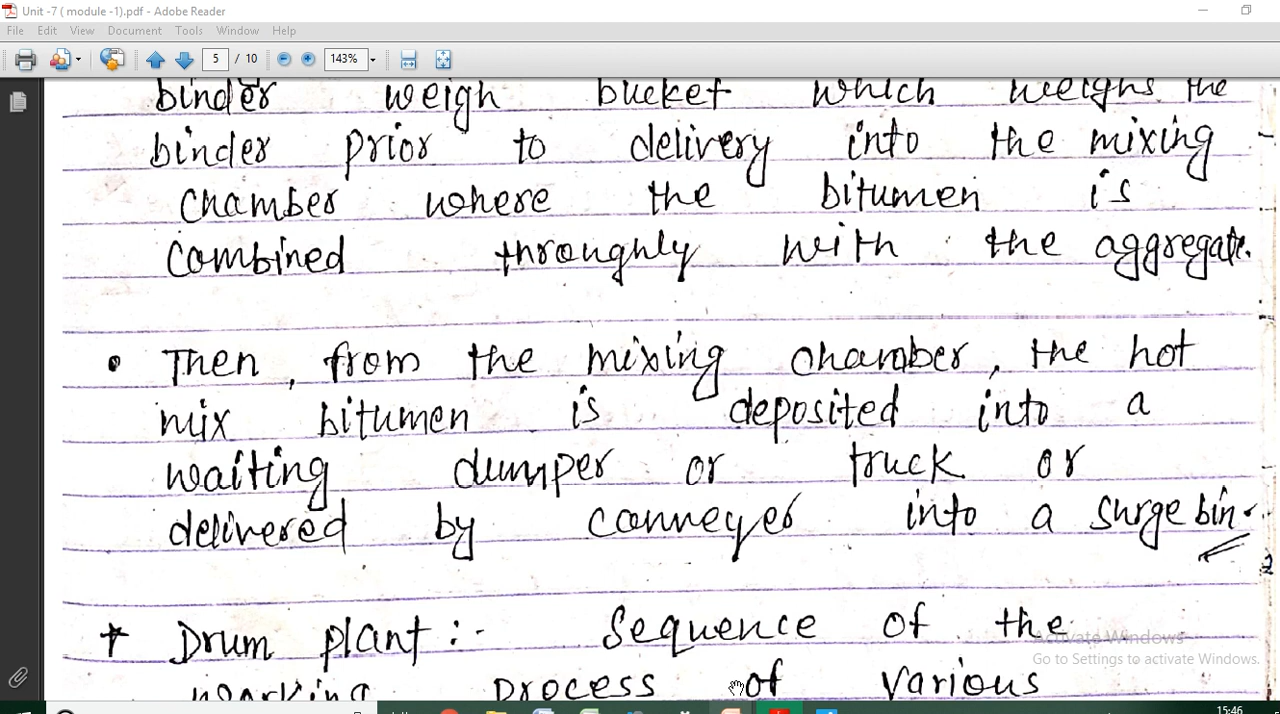 Unit -7 ( module -1).pdf - Adobe Reader
File Edit View Document Tools Window Help
5 / 10 143%
binder weigh bucket which weighs the
binder prior to delivery into the mixing
chamber where the bitumen is
combined throughly with the aggregate.
• Then, from the mixing chamber, the hot
mix bitumen is deposited into a
waiting dumper or truck or
delivered by conveyer into a surge bin.
2
+ Drum plant :- Sequence of the
Activate Windows
Go to Settings to activate Windows.
working process of various
15:46